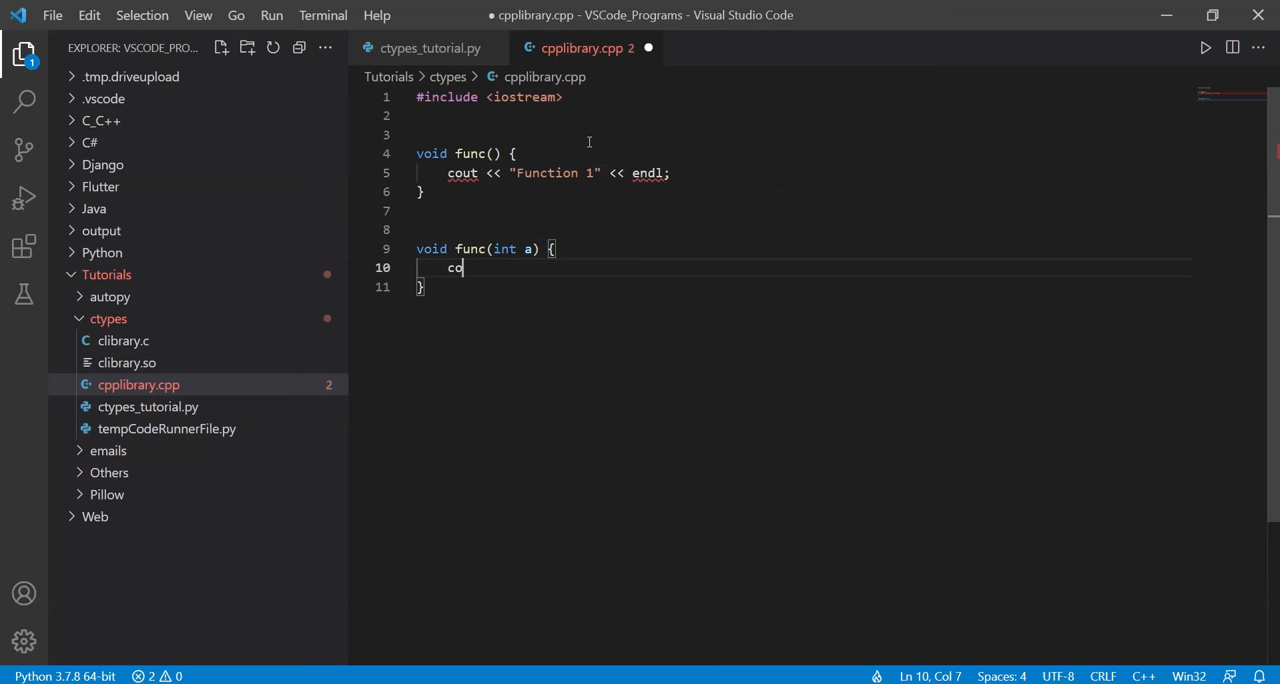 File Edit Selection View Go Run Terminal Help
● cpplibrary.cpp - VSCode_Programs - Visual Studio Code
EXPLORER: VSCODE_PRO...
ctypes_tutorial.py
cpplibrary.cpp 2
Tutorials > ctypes > cpplibrary.cpp
1
.tmp.driveupload
.vscode
C_C++
C#
Django
Flutter
Java
output
Python
Tutorials
autopy
ctypes
clibrary.c
clibrary.so
cpplibrary.cpp 2
ctypes_tutorial.py
tempCodeRunnerFile.py
emails
Others
Pillow
Web
1 #include <iostream>
2
3
4 void func() {
5 cout << "Function 1" << endl;
6 }
7
8
9 void func(int a) {
10 co
11 }
Python 3.7.8 64-bit 2 0 Ln 10, Col 7 Spaces: 4 UTF-8 CRLF C++ Win32